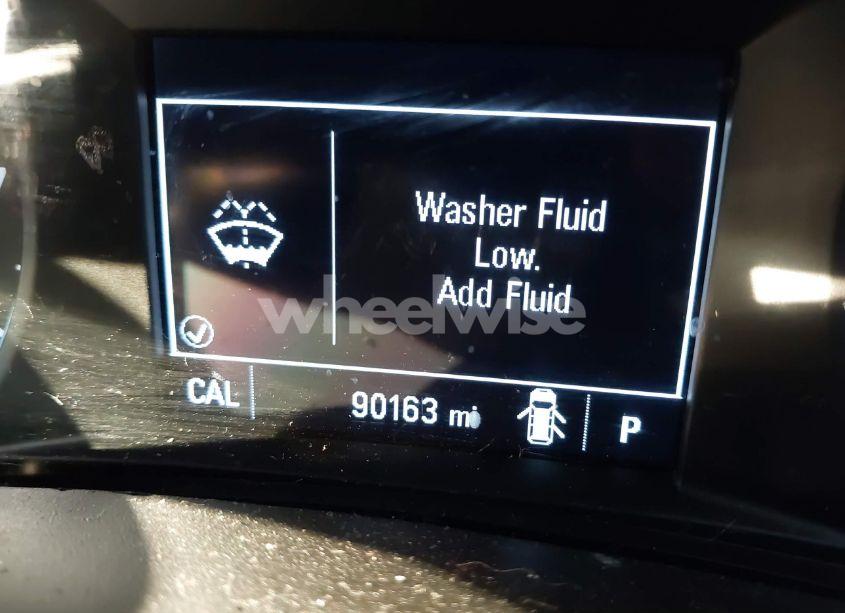 Washer Fluid
Low.
Add Fluid
wheelwise
CAL 90163 mi P